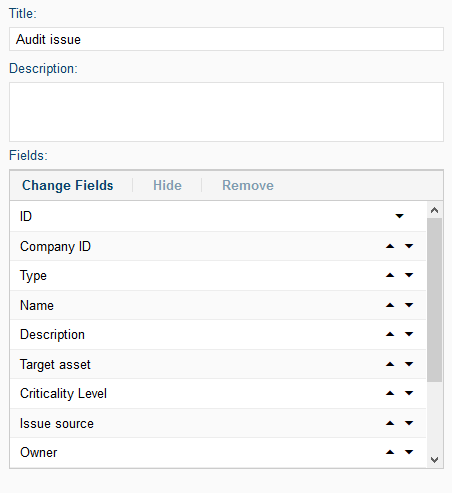 Title:
Audit issue
Description:
Fields:
Change Fields Hide Remove
ID
Company ID
Type
Name
Description
Target asset
Criticality Level
Issue source
Owner